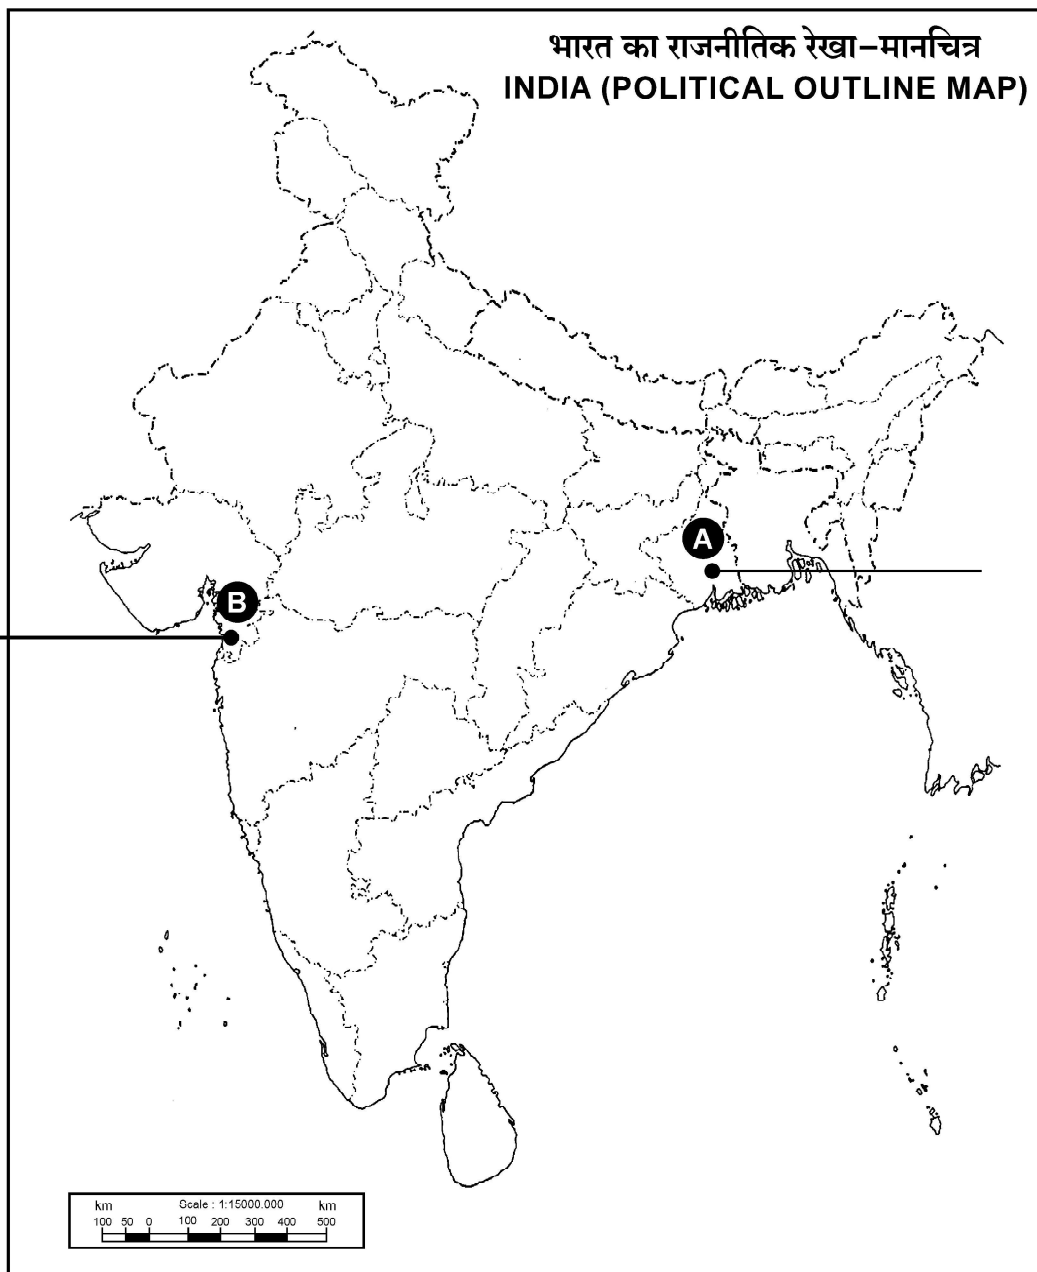 भारत का राजनीतिक रेखा–मानचित्र
INDIA (POLITICAL OUTLINE MAP)
A
B
km Scale : 1:15000,000 km
100 50 0 100 200 300 400 500